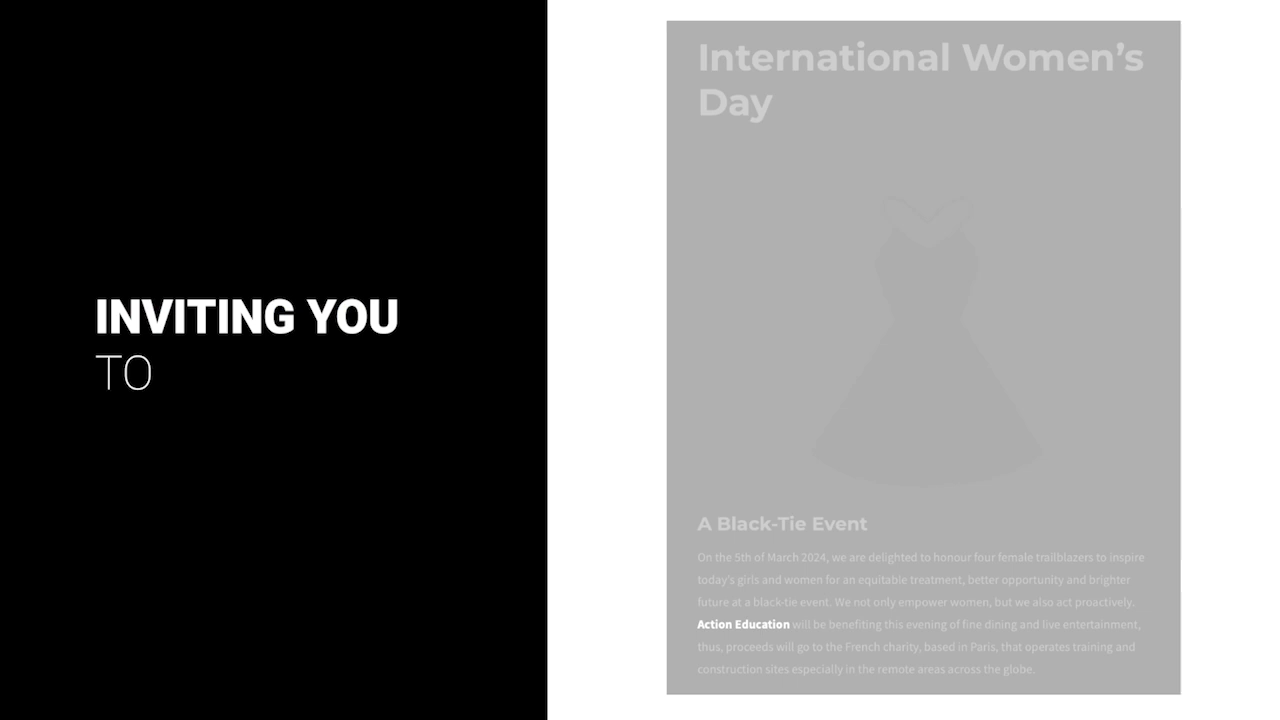 INVITING YOU
TO
International Women’s
Day
A Black-Tie Event
On the 5th of March 2024, we are delighted to honour four female trailblazers to inspire
today’s girls and women for an equitable treatment, better opportunity and brighter
future at a black-tie event. We not only empower women, but we also act proactively.
Action Education will be benefiting this evening of fine dining and live entertainment,
thus, proceeds will go to the French charity, based in Paris, that operates training and
construction sites especially in the remote areas across the globe.